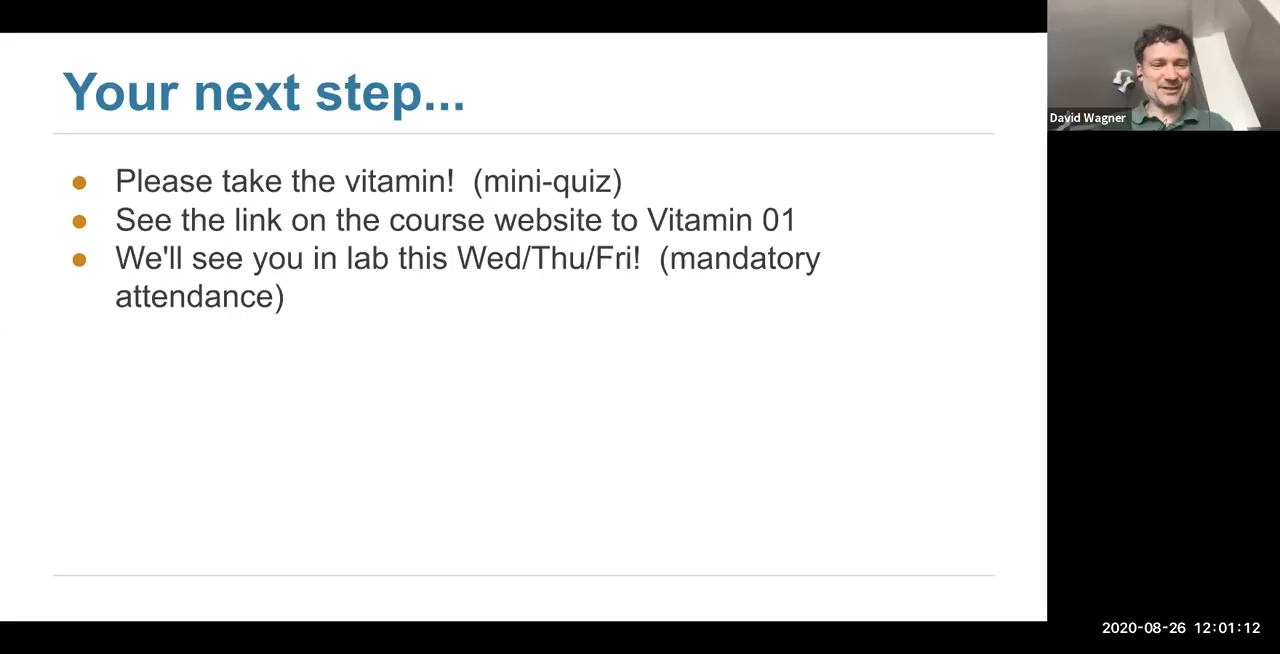 Your next step...
Please take the vitamin!  (mini-quiz)
See the link on the course website to Vitamin 01
We'll see you in lab this Wed/Thu/Fri!  (mandatory
attendance)
David Wagner
2020-08-26 12:01:12